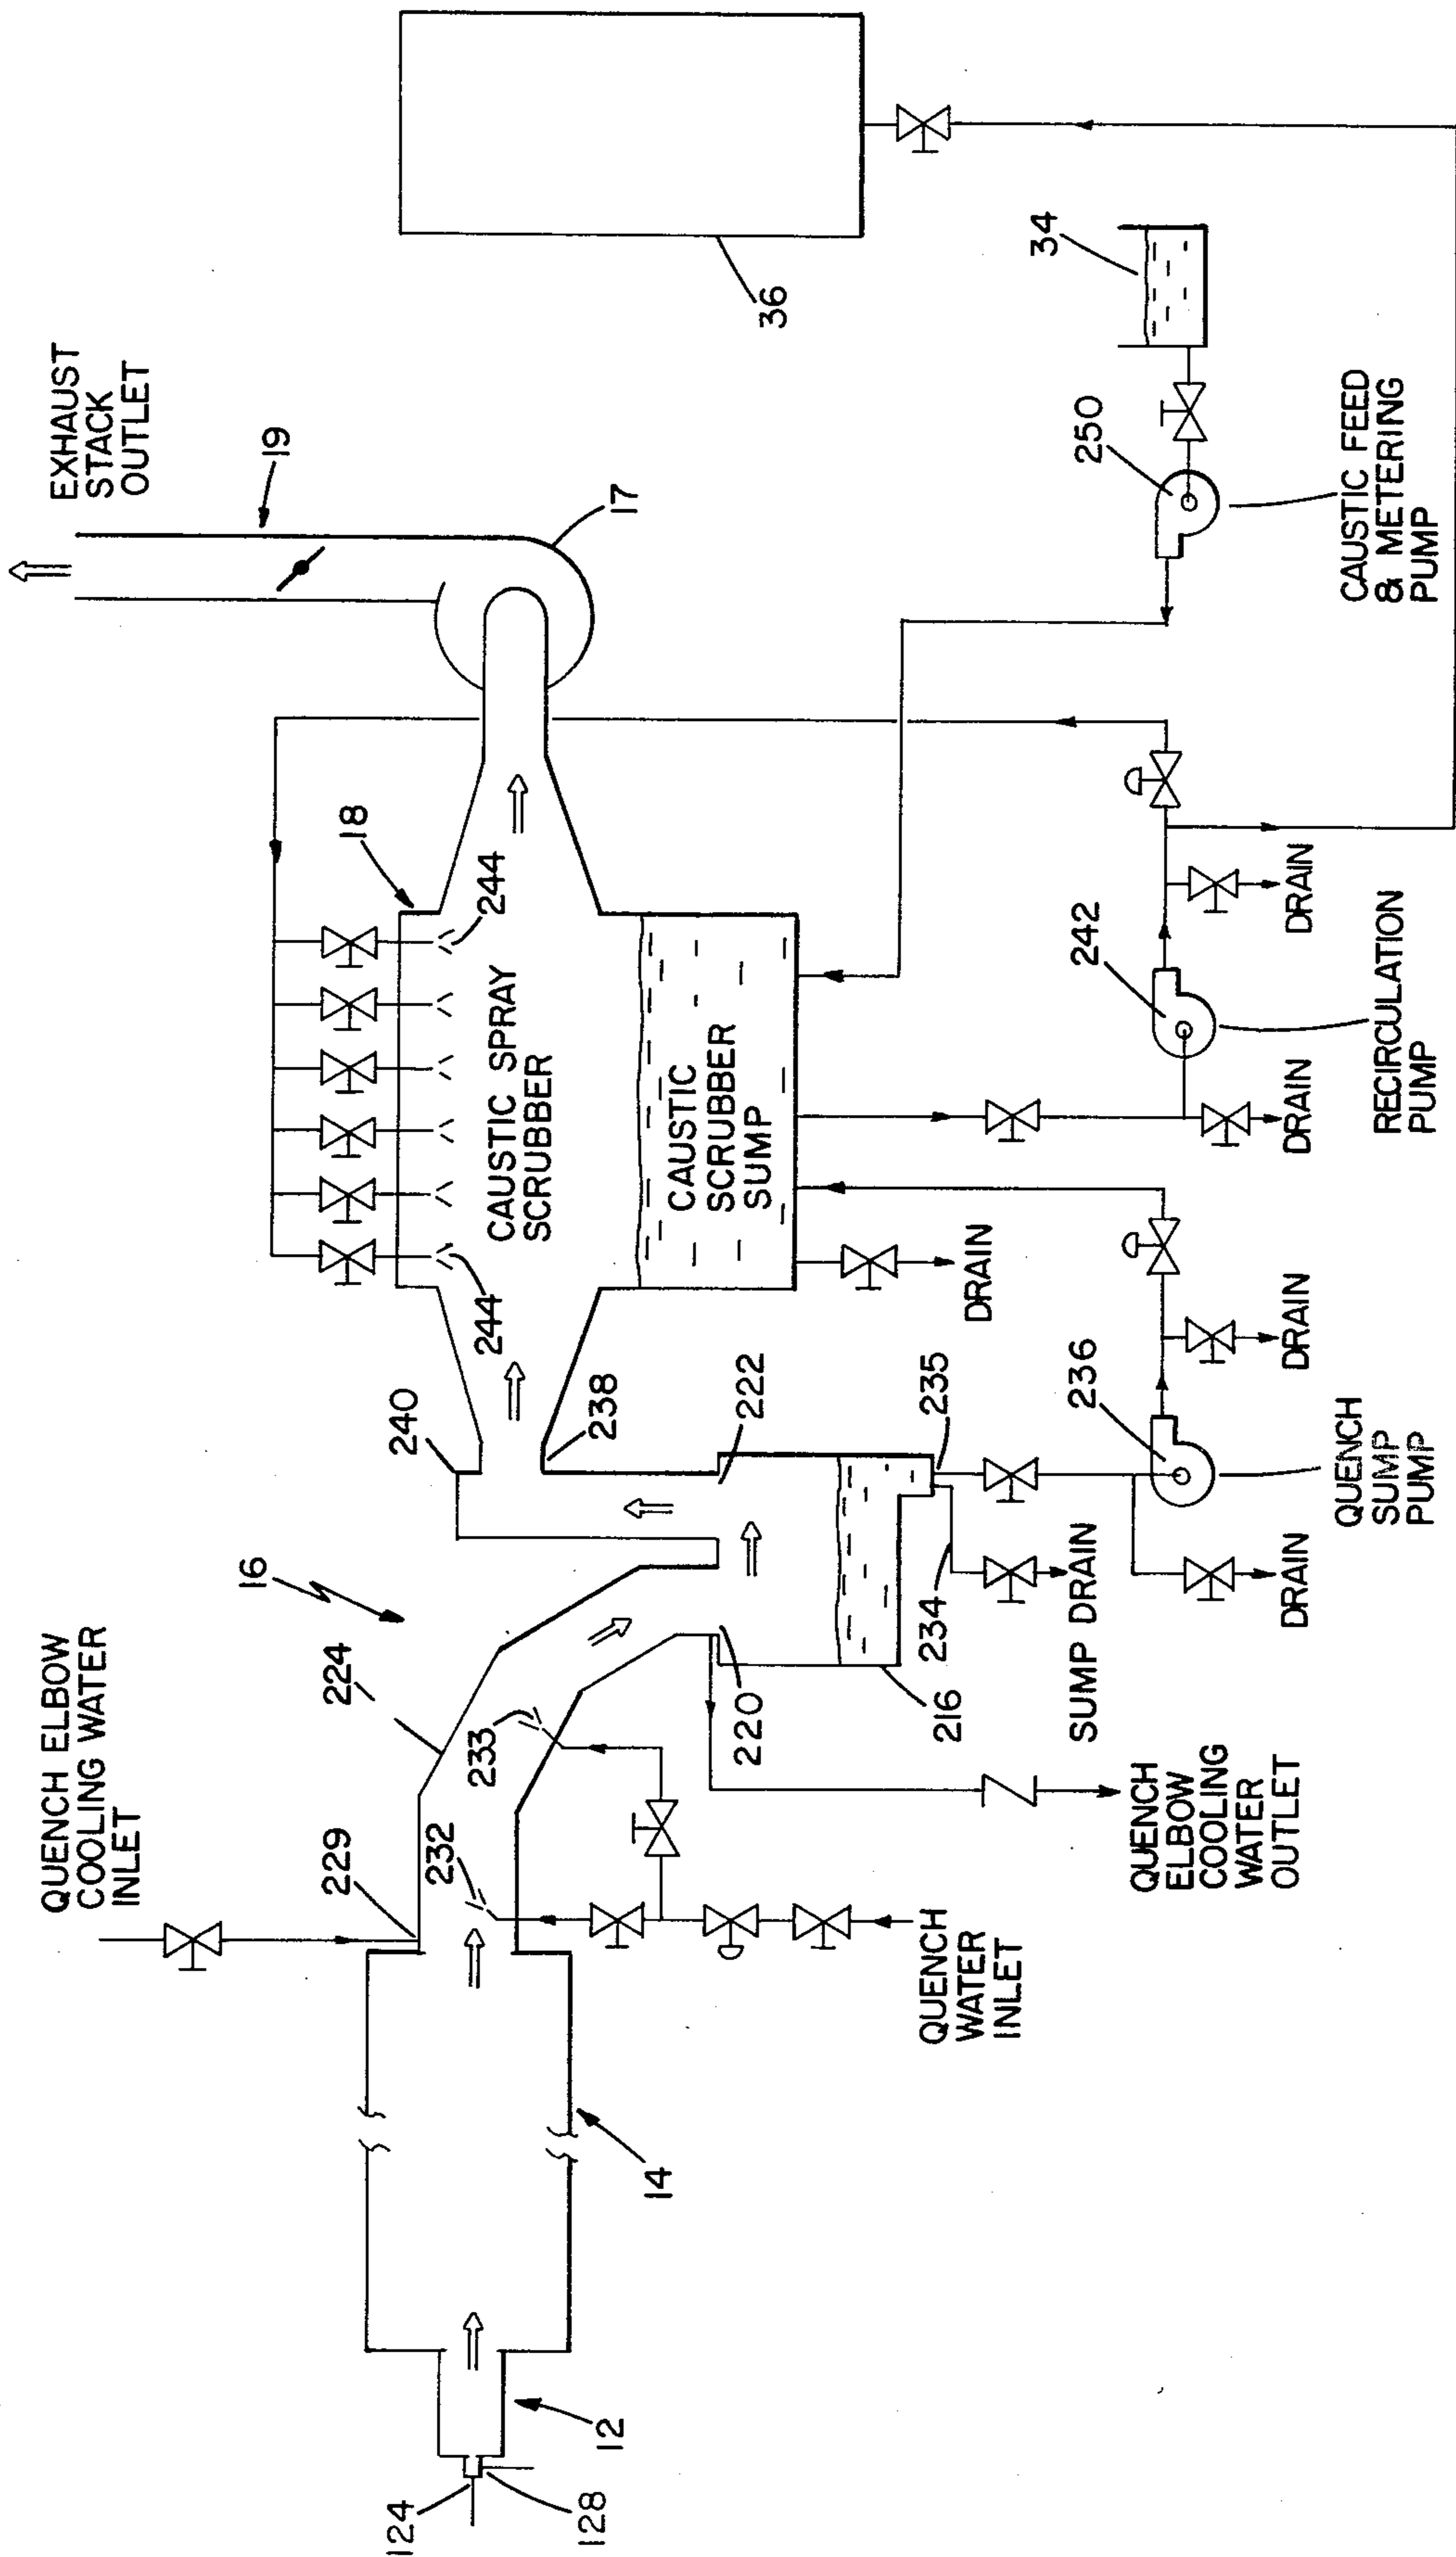 EXHAUST
STACK
OUTLET
19
17
36
34
250
CAUSTIC FEED
& METERING
PUMP
18
244
244
CAUSTIC SPRAY
SCRUBBER
CAUSTIC
SCRUBBER
SUMP
242
DRAIN
DRAIN
RECIRCULATION
PUMP
DRAIN
240
238
222
235
236
DRAIN
QUENCH
SUMP
PUMP
DRAIN
234
SUMP DRAIN
216
220
16
224
233
232
229
QUENCH ELBOW
COOLING WATER
INLET
QUENCH
ELBOW
COOLING
WATER
OUTLET
QUENCH
WATER
INLET
14
12
124
128